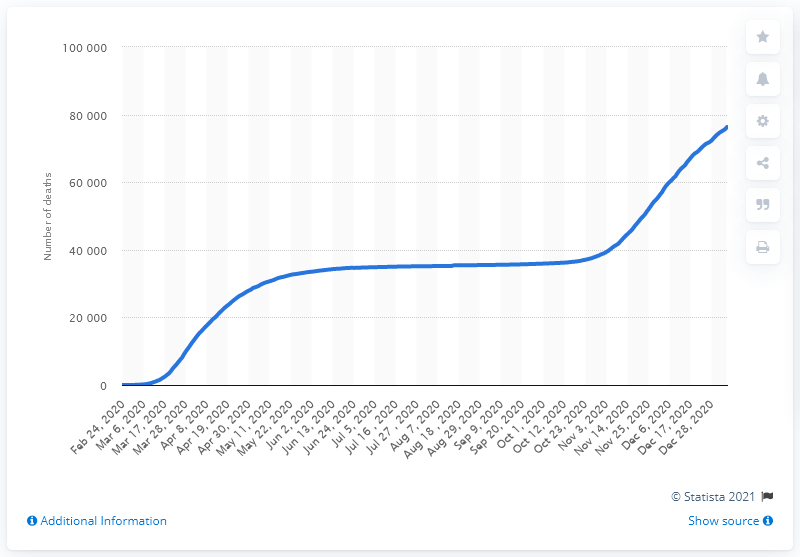 100 000
80 000
60 000
40 000
20 000
0
Number of deaths
Feb 24, 2020
Mar 6, 2020
Mar 17, 2020
Mar 28, 2020
Apr 8, 2020
Apr 19, 2020
Apr 30, 2020
May 11, 2020
May 22, 2020
Jun 2, 2020
Jun 13, 2020
Jun 24, 2020
Jul 5, 2020
Jul 16 , 2020
Jul 27 , 2020
Aug 7, 2020
Aug 18 , 2020
Aug 29, 2020
Sep 9, 2020
Sep 20, 2020
Oct 1, 2020
Oct 12, 2020
Oct 23, 2020
Nov 3, 2020
Nov 14, 2020
Nov 25, 2020
Dec 6, 2020
Dec 17, 2020
Dec 28, 2020
© Statista 2021
Additional Information
Show source